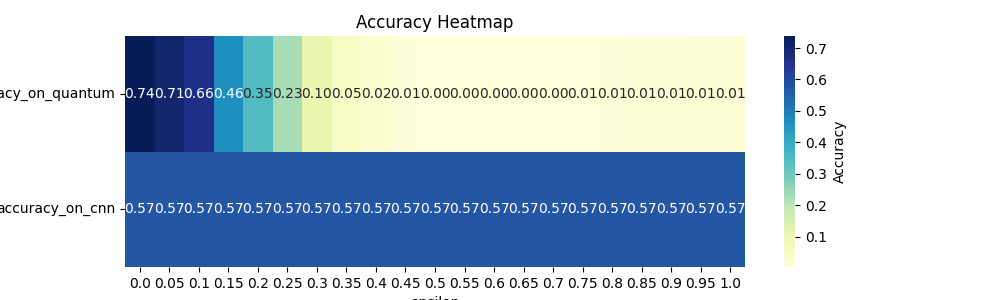 Accuracy Heatmap
acy_on_quantum
0.74 0.71 0.66 0.46 0.35 0.23 0.10 0.05 0.02 0.01 0.00 0.00 0.00 0.00 0.00 0.01 0.01 0.01 0.01 0.01 0.01
accuracy_on_cnn
0.57 0.57 0.57 0.57 0.57 0.57 0.57 0.57 0.57 0.57 0.57 0.57 0.57 0.57 0.57 0.57 0.57 0.57 0.57 0.57 0.57
0.0 0.05 0.1 0.15 0.2 0.25 0.3 0.35 0.4 0.45 0.5 0.55 0.6 0.65 0.7 0.75 0.8 0.85 0.9 0.95 1.0
epsilon
0.7
0.6
0.5
0.4
0.3
0.2
0.1
Accuracy